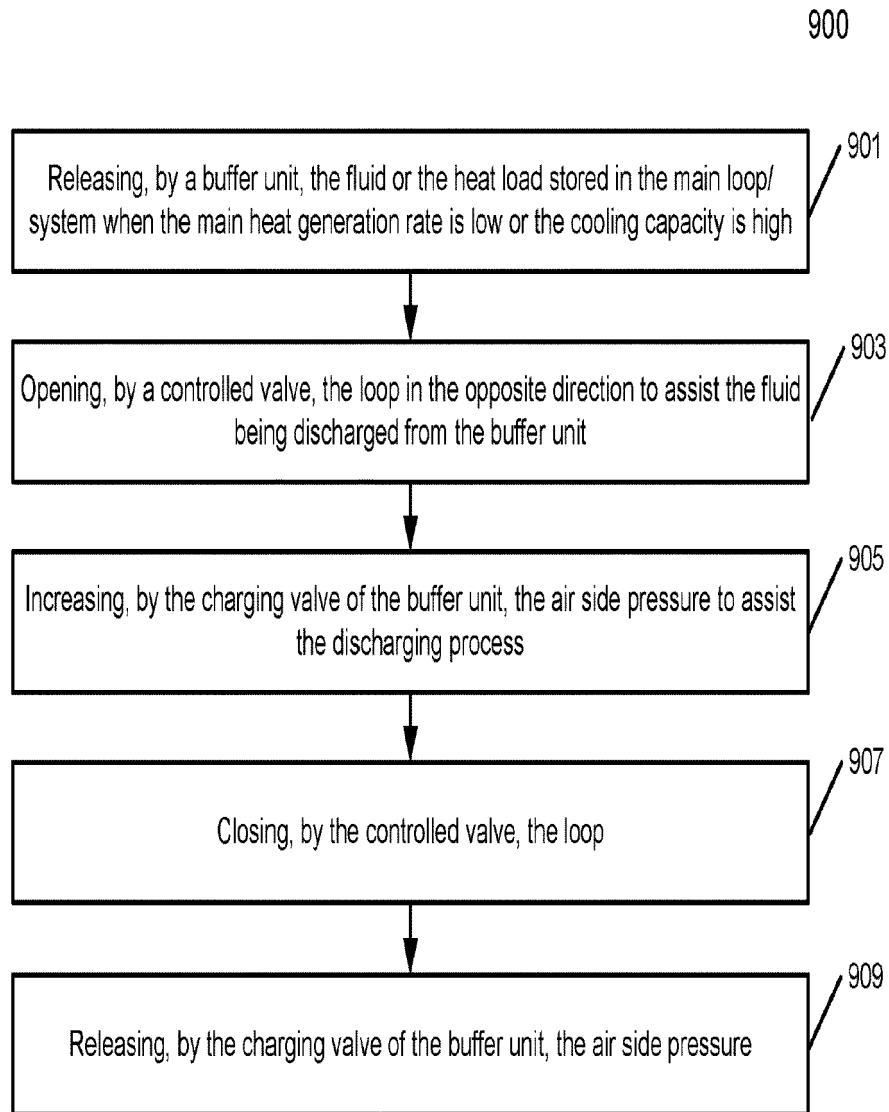 900
901
Releasing, by a buffer unit, the fluid or the heat load stored in the main loop/
system when the main heat generation rate is low or the cooling capacity is high
903
Opening, by a controlled valve, the loop in the opposite direction to assist the fluid
being discharged from the buffer unit
905
Increasing, by the charging valve of the buffer unit, the air side pressure to assist
the discharging process
907
Closing, by the controlled valve, the loop
909
Releasing, by the charging valve of the buffer unit, the air side pressure